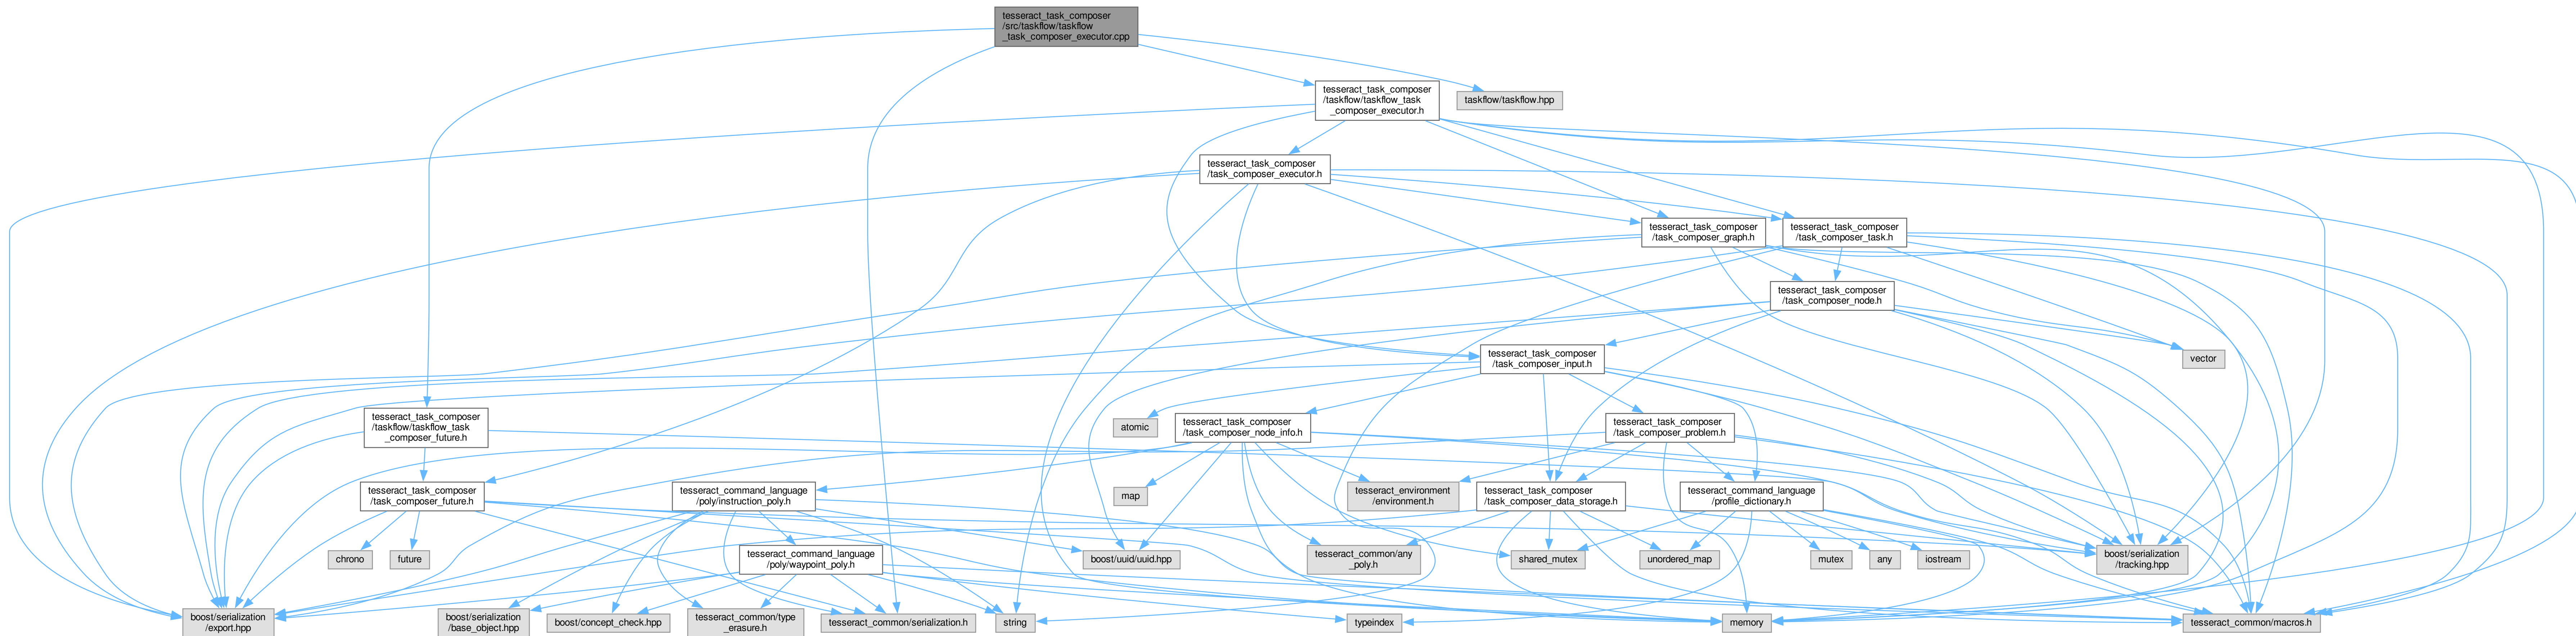 tesseract_task_composer
/src/taskflow/taskflow
_task_composer_executor.cpp
tesseract_task_composer
/taskflow/taskflow_task
_composer_executor.h
taskflow/taskflow.hpp
tesseract_task_composer
/task_composer_executor.h
tesseract_task_composer
/task_composer_graph.h
tesseract_task_composer
/task_composer_task.h
tesseract_task_composer
/task_composer_node.h
tesseract_task_composer
/task_composer_input.h
vector
tesseract_task_composer
/taskflow/taskflow_task
_composer_future.h
atomic
tesseract_task_composer
/task_composer_node_info.h
tesseract_task_composer
/task_composer_problem.h
tesseract_task_composer
/task_composer_future.h
tesseract_command_language
/poly/instruction_poly.h
map
tesseract_environment
/environment.h
tesseract_task_composer
/task_composer_data_storage.h
tesseract_command_language
/profile_dictionary.h
chrono
future
tesseract_command_language
/poly/waypoint_poly.h
boost/uuid/uuid.hpp
tesseract_common/any
_poly.h
shared_mutex
unordered_map
mutex
any
iostream
boost/serialization
/tracking.hpp
boost/serialization
/export.hpp
boost/serialization
/base_object.hpp
boost/concept_check.hpp
tesseract_common/type
_erasure.h
tesseract_common/serialization.h
string
typeindex
memory
tesseract_common/macros.h